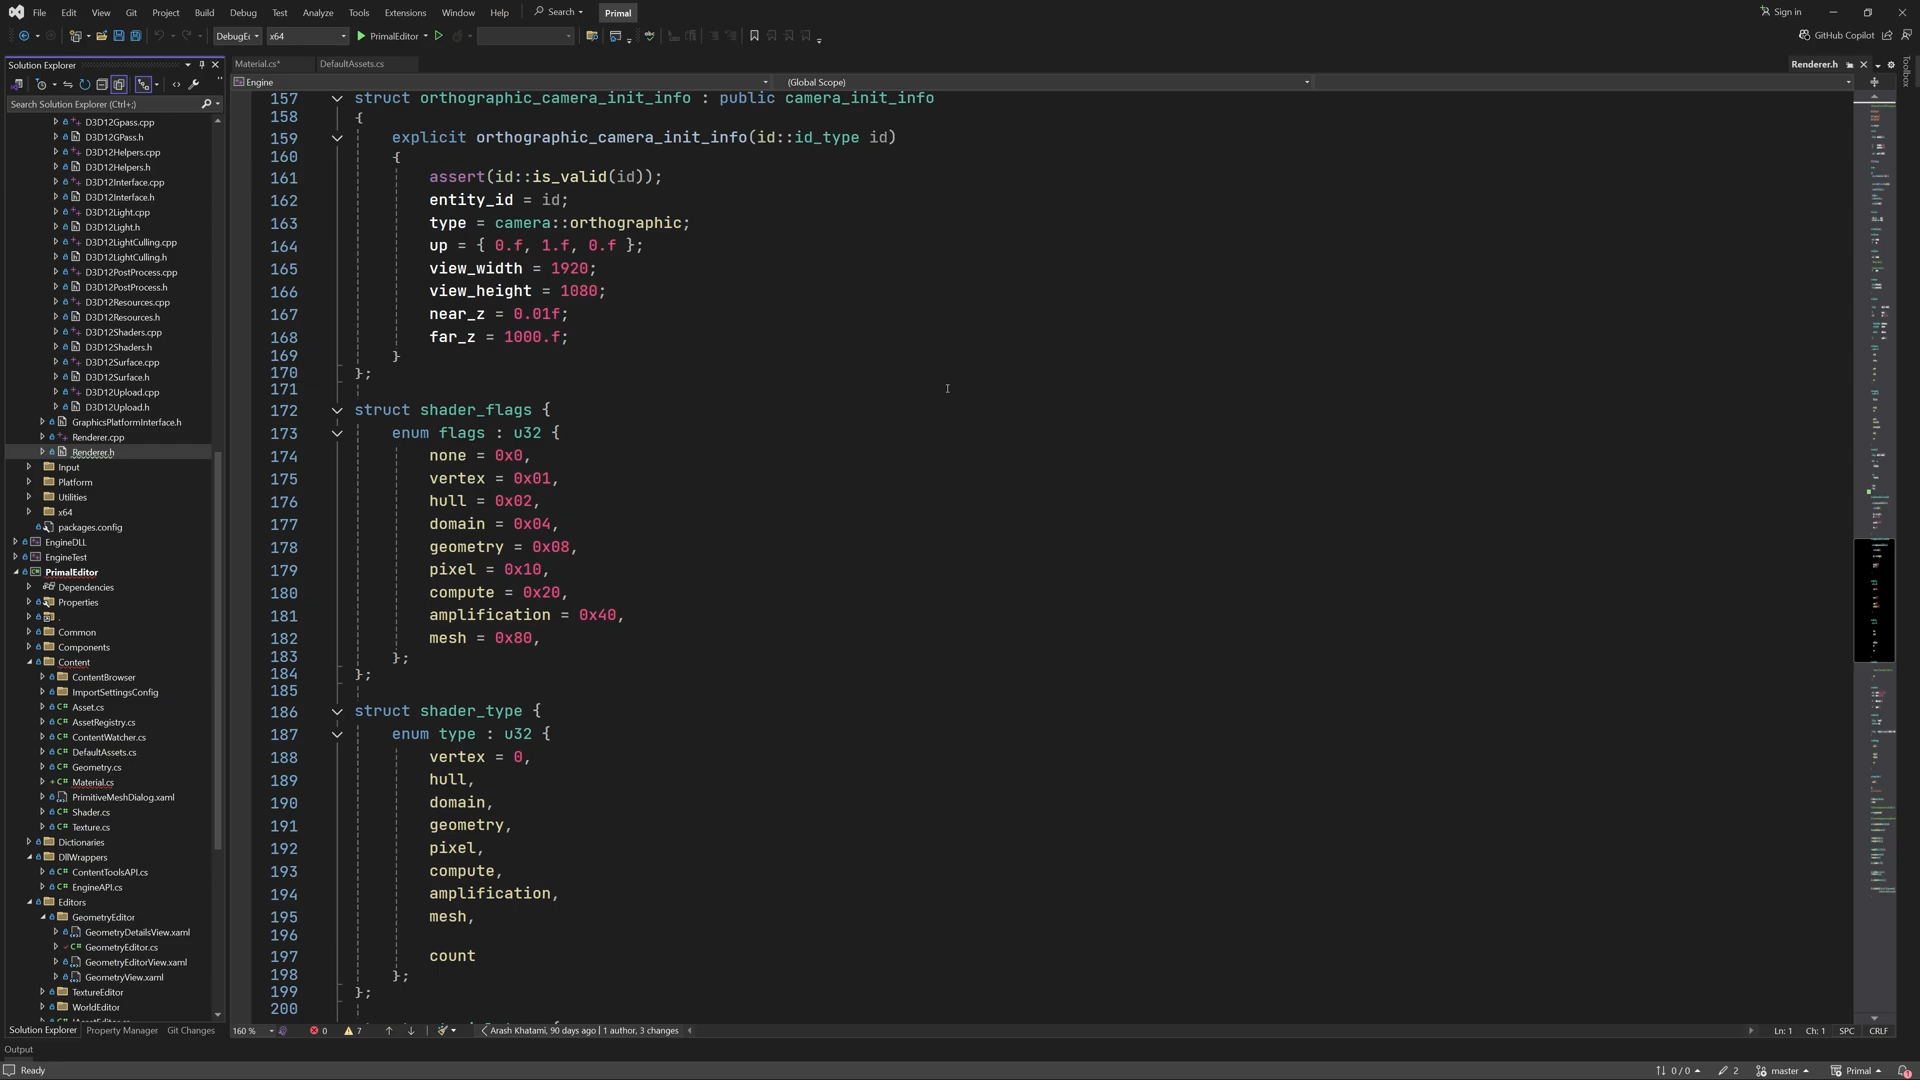 File Edit View Git Project Build Debug Test Analyze Tools Extensions Window Help Search Primal Sign in
DebugEc x64 PrimalEditor GitHub Copilot
Solution Explorer
Search Solution Explorer (Ctrl+;)
D3D12Gpass.cpp
D3D12GPass.h
D3D12Helpers.cpp
D3D12Helpers.h
D3D12Interface.cpp
D3D12Interface.h
D3D12Light.cpp
D3D12Light.h
D3D12LightCulling.cpp
D3D12LightCulling.h
D3D12PostProcess.cpp
D3D12PostProcess.h
D3D12Resources.cpp
D3D12Resources.h
D3D12Shaders.cpp
D3D12Shaders.h
D3D12Surface.cpp
D3D12Surface.h
D3D12Upload.cpp
D3D12Upload.h
GraphicsPlatformInterface.h
Renderer.cpp
Renderer.h
Input
Platform
Utilities
x64
packages.config
EngineDLL
EngineTest
PrimalEditor
Dependencies
Properties
.
Common
Components
Content
ContentBrowser
ImportSettingsConfig
Asset.cs
AssetRegistry.cs
ContentWatcher.cs
DefaultAssets.cs
Geometry.cs
Material.cs
PrimitiveMeshDialog.xaml
Shader.cs
Texture.cs
Dictionaries
DllWrappers
ContentToolsAPI.cs
EngineAPI.cs
Editors
GeometryEditor
GeometryDetailsView.xaml
GeometryEditor.cs
GeometryEditorView.xaml
GeometryView.xaml
TextureEditor
WorldEditor
Solution Explorer Property Manager Git Changes
Material.cs* DefaultAssets.cs Renderer.h
Engine (Global Scope)
157 struct orthographic_camera_init_info : public camera_init_info
158 {
159 explicit orthographic_camera_init_info(id::id_type id)
160 {
161 assert(id::is_valid(id));
162 entity_id = id;
163 type = camera::orthographic;
164 up = { 0.f, 1.f, 0.f };
165 view_width = 1920;
166 view_height = 1080;
167 near_z = 0.01f;
168 far_z = 1000.f;
169 }
170 };
171
172 struct shader_flags {
173 enum flags : u32 {
174 none = 0x0,
175 vertex = 0x01,
176 hull = 0x02,
177 domain = 0x04,
178 geometry = 0x08,
179 pixel = 0x10,
180 compute = 0x20,
181 amplification = 0x40,
182 mesh = 0x80,
183 };
184 };
185
186 struct shader_type {
187 enum type : u32 {
188 vertex = 0,
189 hull,
190 domain,
191 geometry,
192 pixel,
193 compute,
194 amplification,
195 mesh,
196
197 count
198 };
199 };
200
Toolbox
160 % 0 7 Arash Khatami, 90 days ago | 1 author, 3 changes Ln: 1 Ch: 1 SPC CRLF
Output
Ready 0 / 0 2 master Primal 1